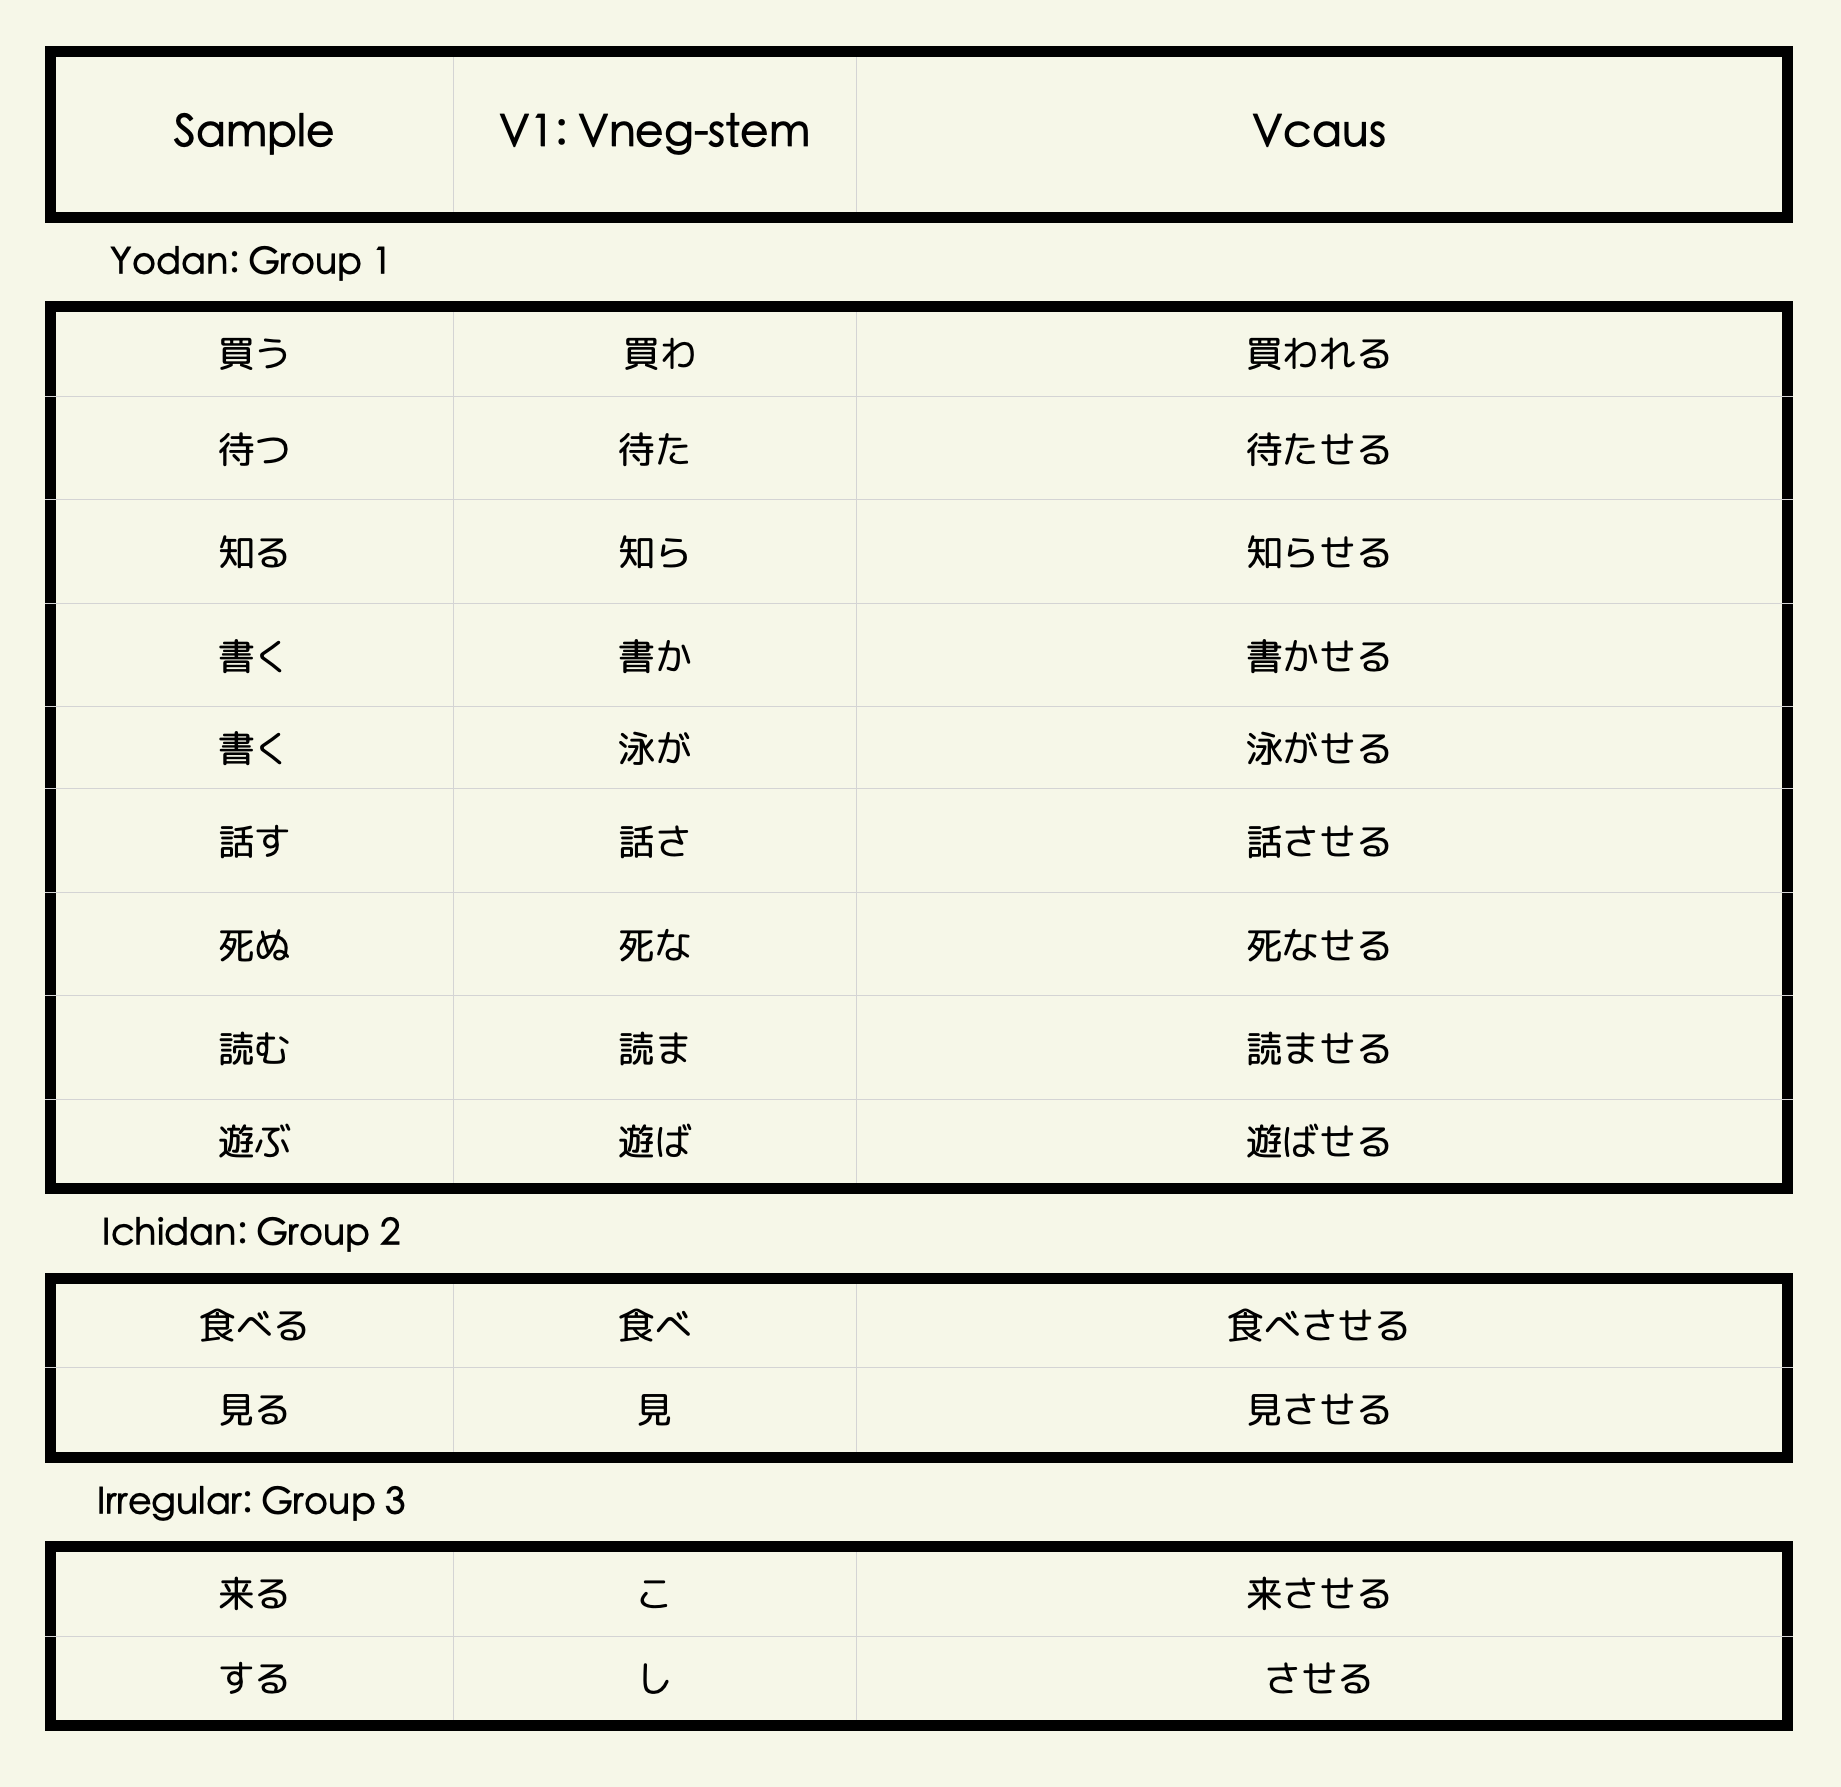 Sample V1: Vneg-stem Vcaus
Yodan: Group 1
買う 買わ 買われる
待つ 待た 待たせる
知る 知ら 知らせる
書く 書か 書かせる
書く 泳が 泳がせる
話す 話さ 話させる
死ぬ 死な 死なせる
読む 読ま 読ませる
遊ぶ 遊ば 遊ばせる
Ichidan: Group 2
食べる 食べ 食べさせる
見る 見 見させる
Irregular: Group 3
来る こ 来させる
する し させる